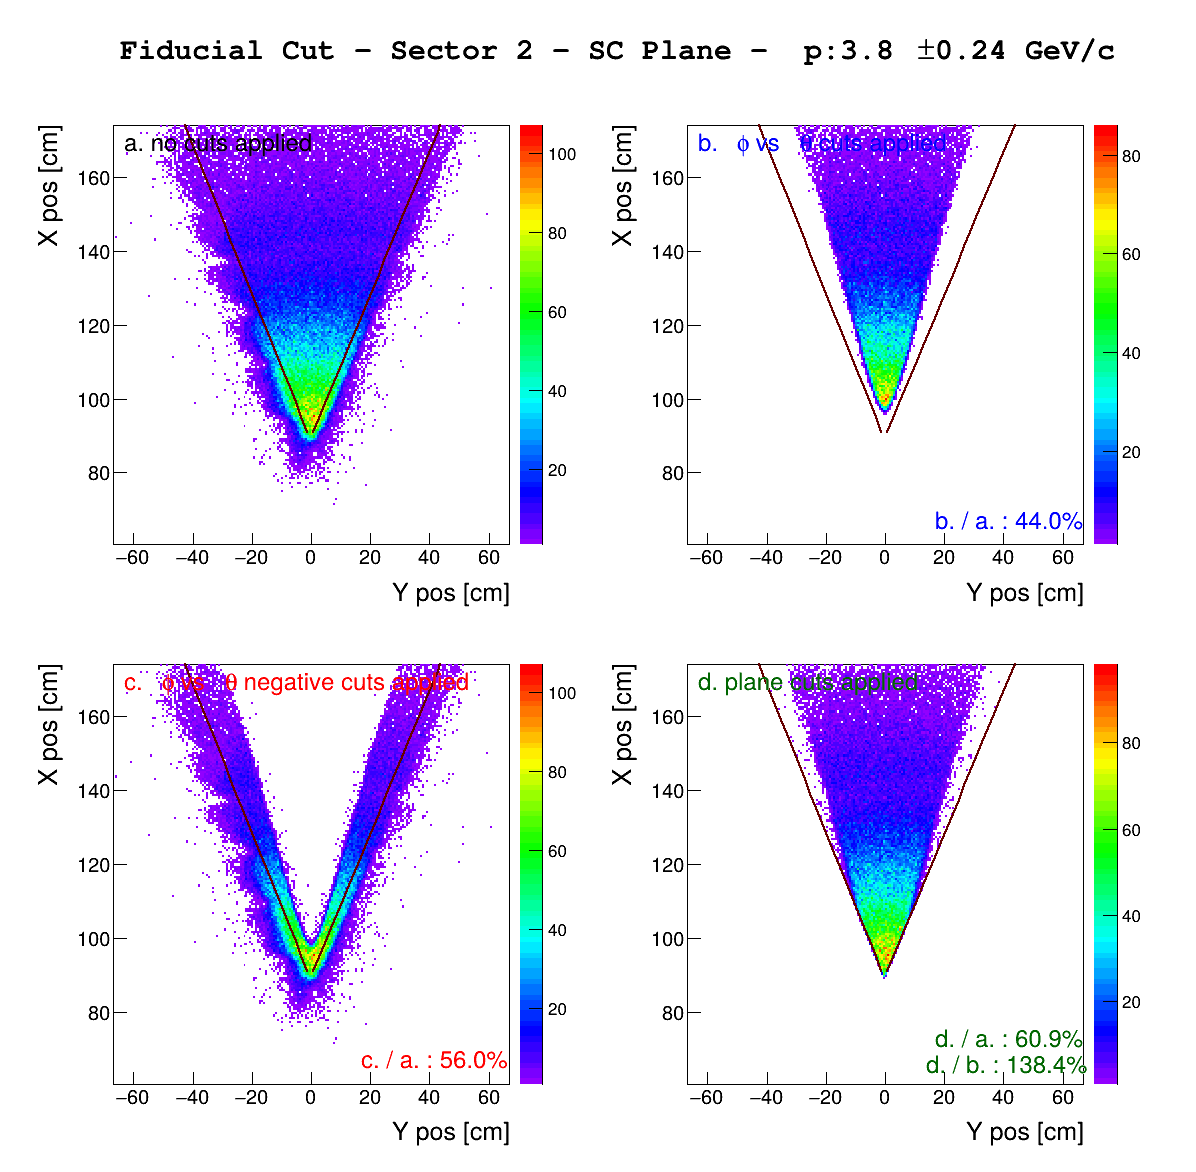 Fiducial Cut − Sector 2 − SC Plane −  p:3.8 ±0.24 GeV/c
X pos [cm]
a. no cuts applied
160
140
120
100
80
−60 −40 −20 0 20 40 60
Y pos [cm]
100
80
60
40
20
X pos [cm]
b. ϕ vs θ cuts applied
160
140
120
100
80
b. / a. : 44.0%
−60 −40 −20 0 20 40 60
Y pos [cm]
80
60
40
20
X pos [cm]
c. ϕ vs θ negative cuts applied
160
140
120
100
80
c. / a. : 56.0%
−60 −40 −20 0 20 40 60
Y pos [cm]
100
80
60
40
20
X pos [cm]
d. plane cuts applied
160
140
120
100
80
d. / a. : 60.9%
d. / b. : 138.4%
−60 −40 −20 0 20 40 60
Y pos [cm]
80
60
40
20